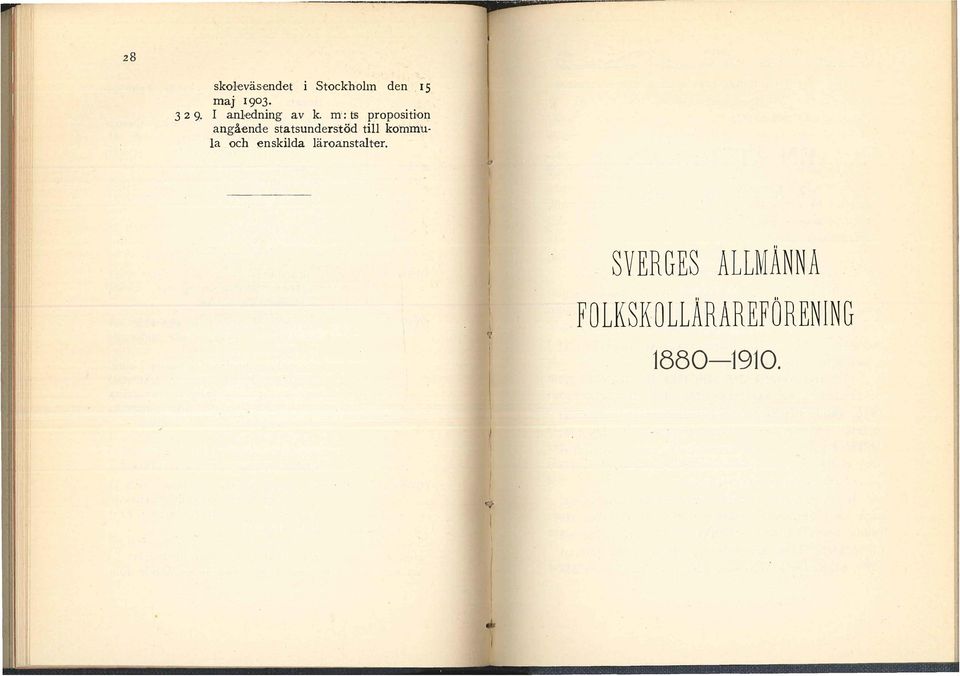 28
skoleväsendet i Stockholm den 15
maj 1903.
329. I anledning av k. m:ts proposition
angående statsunderstöd till kommu-
la och enskilda läroanstalter.
SVERGES ALLMÄNNA
FOLKSKOLLÄRAREFÖRENING
1880—1910.